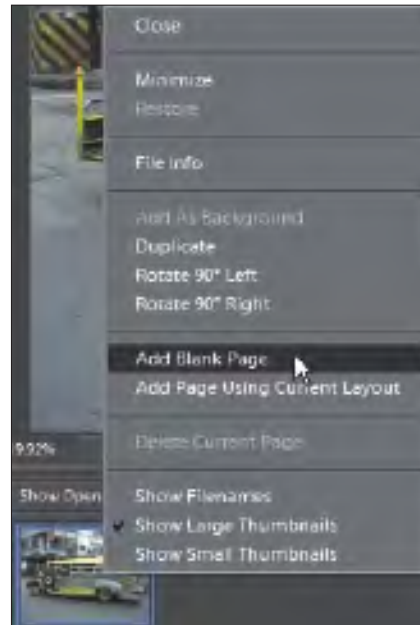 Close
Minimize
Restore
File Info
Add As Background
Duplicate
Rotate 90° Left
Rotate 90° Right
Add Blank Page
Add Page Using Current Layout
Delete Current Page
9.92%
Show Open
Show Filenames
Show Large Thumbnails
Show Small Thumbnails